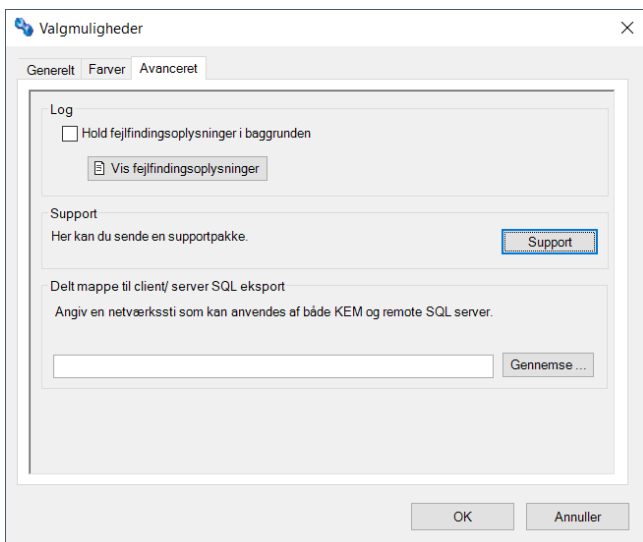 Valgmuligheder
Generelt Farver Avanceret
Log
Hold fejlfindingsoplysninger i baggrunden
Vis fejlfindingsoplysninger
Support
Her kan du sende en supportpakke.
Support
Delt mappe til client/ server SQL eksport
Angiv en netværkssti som kan anvendes af både KEM og remote SQL server.
Gennemse ...
OK Annuller